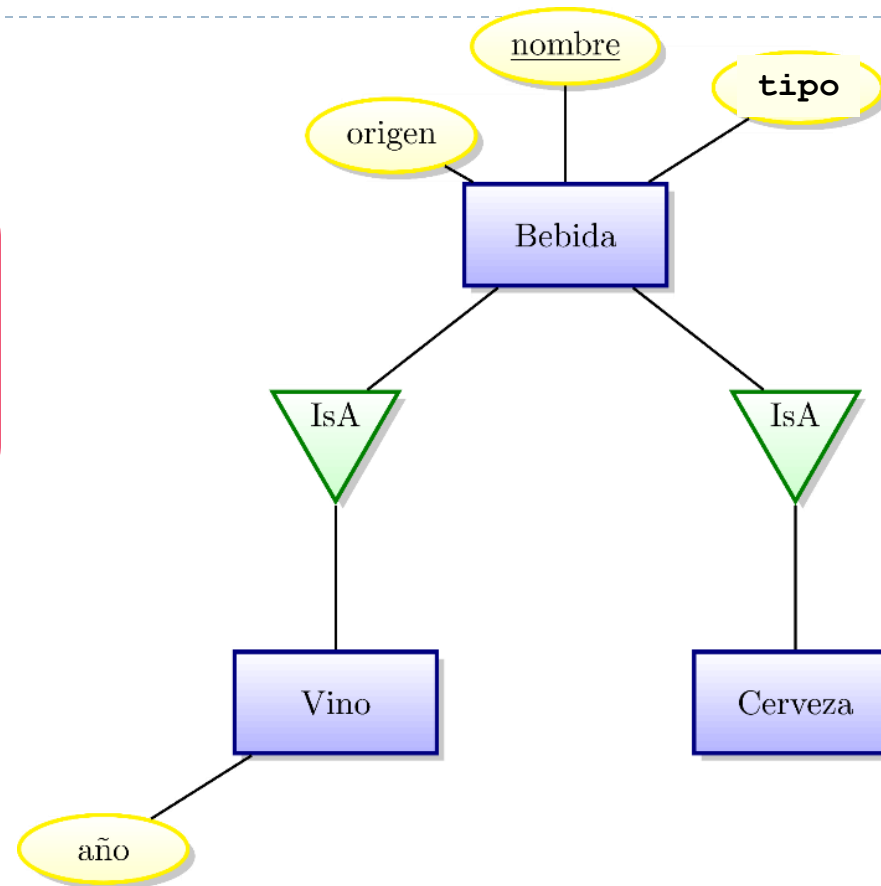 nombre
tipo
origen
Bebida
IsA
IsA
Vino
Cerveza
año